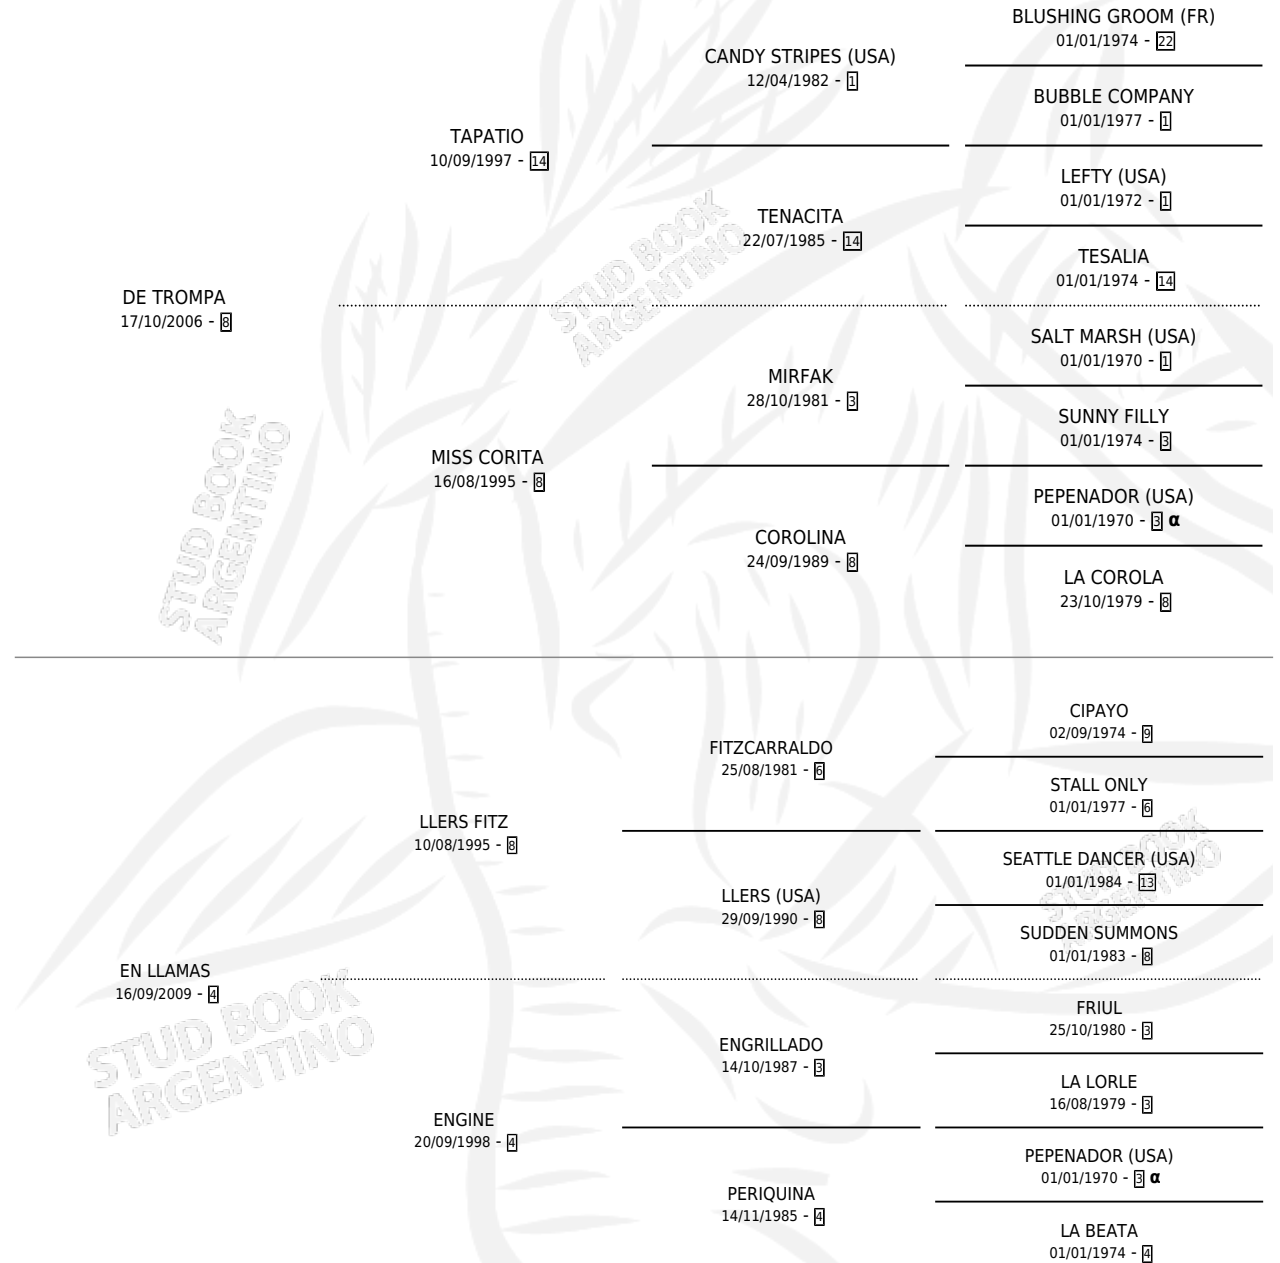 BLUSHING GROOM (FR)
01/01/1974 - 22
CANDY STRIPES (USA)
12/04/1982 - 1
BUBBLE COMPANY
01/01/1977 - 1
TAPATIO
10/09/1997 - 14
LEFTY (USA)
01/01/1972 - 1
TENACITA
22/07/1985 - 14
TESALIA
01/01/1974 - 14
DE TROMPA
17/10/2006 - 8
SALT MARSH (USA)
01/01/1970 - 1
MIRFAK
28/10/1981 - 3
SUNNY FILLY
01/01/1974 - 3
MISS CORITA
16/08/1995 - 8
PEPENADOR (USA)
01/01/1970 - 3 α
COROLINA
24/09/1989 - 8
LA COROLA
23/10/1979 - 8
CIPAYO
02/09/1974 - 9
FITZCARRALDO
25/08/1981 - 6
STALL ONLY
01/01/1977 - 6
LLERS FITZ
10/08/1995 - 8
SEATTLE DANCER (USA)
01/01/1984 - 13
LLERS (USA)
29/09/1990 - 8
SUDDEN SUMMONS
01/01/1983 - 8
EN LLAMAS
16/09/2009 - 4
FRIUL
25/10/1980 - 3
ENGRILLADO
14/10/1987 - 3
LA LORLE
16/08/1979 - 3
ENGINE
20/09/1998 - 4
PEPENADOR (USA)
01/01/1970 - 3 α
PERIQUINA
14/11/1985 - 4
LA BEATA
01/01/1974 - 4
STUD BOOK
ARGENTINO
STUD BOOK
ARGENTINO
STUD BOOK
ARGENTINO
STUD BOOK
ARGENTINO